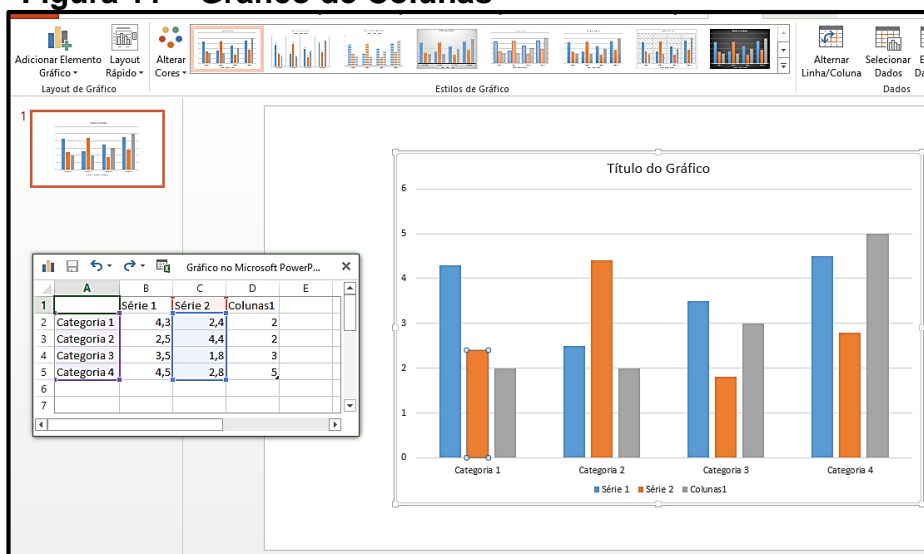 Figura 11 – Gráfico de Colunas
Adicionar Elemento Gráfico
Layout Rápido
Alterar Cores
Alternar Linha/Coluna
Selecionar Dados
Layout de Gráfico
Estilos de Gráfico
Dados
1
Gráfico no Microsoft PowerP...
A B C D E
1 Série 1 Série 2 Colunas1
2 Categoria 1 4,3 2,4 2
3 Categoria 2 2,5 4,4 2
4 Categoria 3 3,5 1,8 3
5 Categoria 4 4,5 2,8 5
6
7
Título do Gráfico
6
5
4
3
2
1
0
Categoria 1 Categoria 2 Categoria 3 Categoria 4
Série 1 Série 2 Colunas1